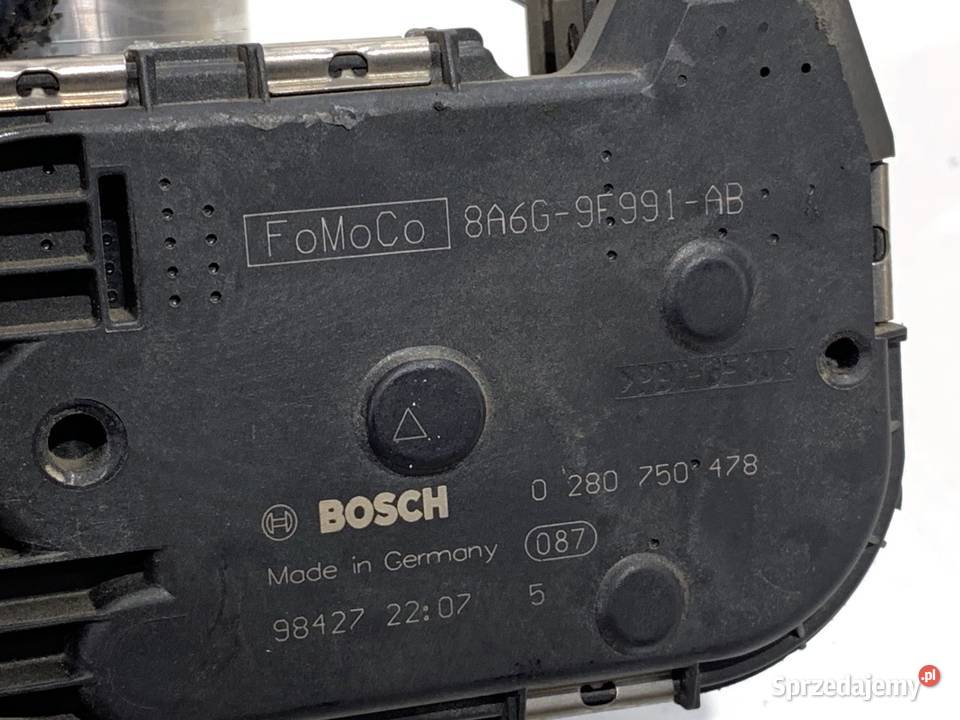 FoMoCo 8A6G-9F991-AB
BOSCH 0 280 750 478
Made in Germany 087
98427 22:07 5
Sprzedajemy.pl